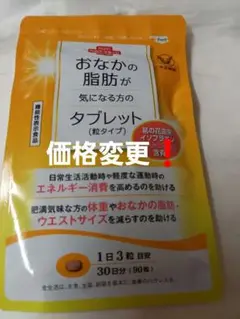 おなかの
脂肪が
気になる方の
タブレット
(粒タイプ)
機能性表示食品
葛の花由来
イソフラボン
価格変更❗
日常生活活動時や軽度な運動時の
エネルギー消費を高めるのを助ける
肥満気味な方の体重やおなかの脂肪・
ウエストサイズを減らすのを助ける
1日3粒目安
30日分(90粒)